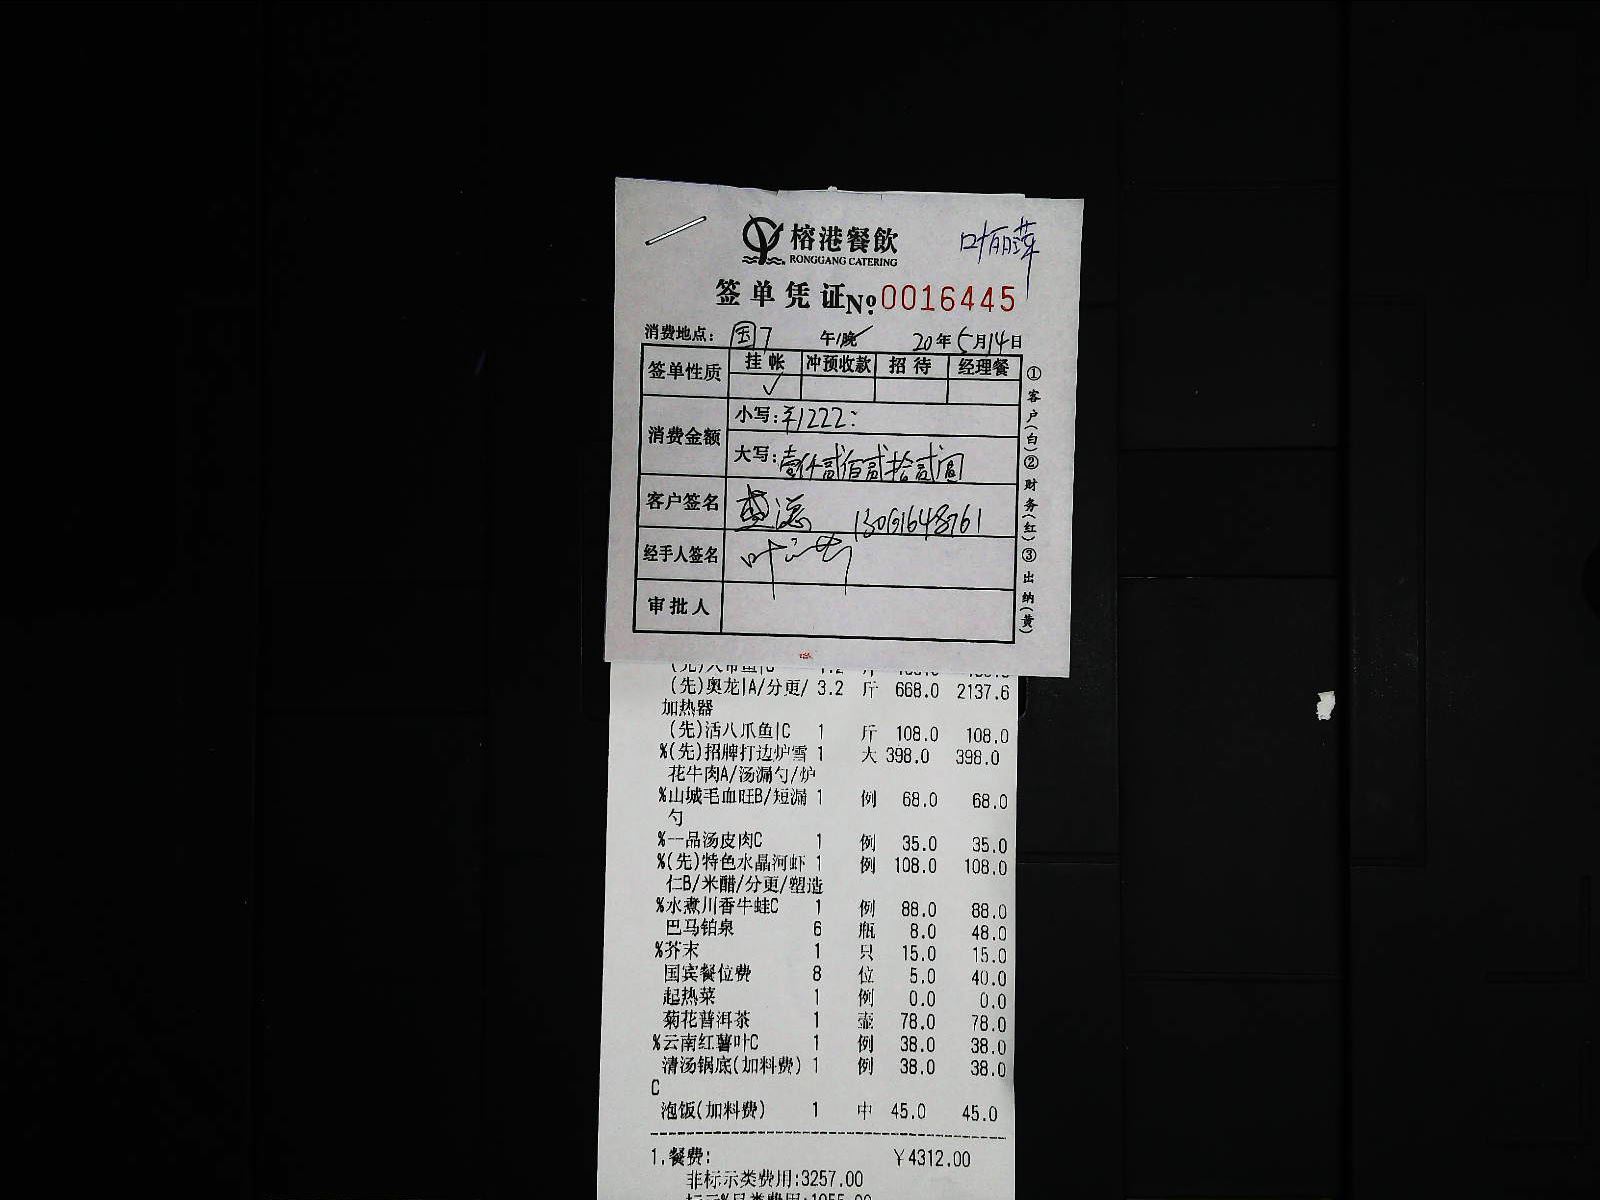 榕港餐飲
RONGGANG CATERING
叶丽萍
签单凭证 No: 0016445
消费地点: 国7 午/晚 20年5月14日
签单性质 挂帐 冲预收款 招待 经理餐
✓
消费金额 小写: ¥1222:
大写: 壹仟贰佰贰拾贰圆
客户签名
经手人签名
审批人
①客户(白)②财务(红)③出纳(黄)
(先)奥龙|A/分更/ 3.2 斤 668.0 2137.6
加热器
(先)活八爪鱼|C 1 斤 108.0 108.0
%(先)招牌打边炉雪 1 大 398.0 398.0
花牛肉A/汤漏勺/炉
%山城毛血旺B/短漏 1 例 68.0 68.0
勺
%一品汤皮肉C 1 例 35.0 35.0
%(先)特色水晶河虾 1 例 108.0 108.0
仁B/米醋/分更/塑造
%水煮川香牛蛙C 1 例 88.0 88.0
巴马铂泉 6 瓶 8.0 48.0
%芥末 1 只 15.0 15.0
国宾餐位费 8 位 5.0 40.0
起热菜 1 例 0.0 0.0
菊花普洱茶 1 壶 78.0 78.0
%云南红薯叶C 1 例 38.0 38.0
清汤锅底(加料费) 1 例 38.0 38.0
C
泡饭(加料费) 1 中 45.0 45.0
1.餐费: ￥4312.00
非标示类费用:3257.00